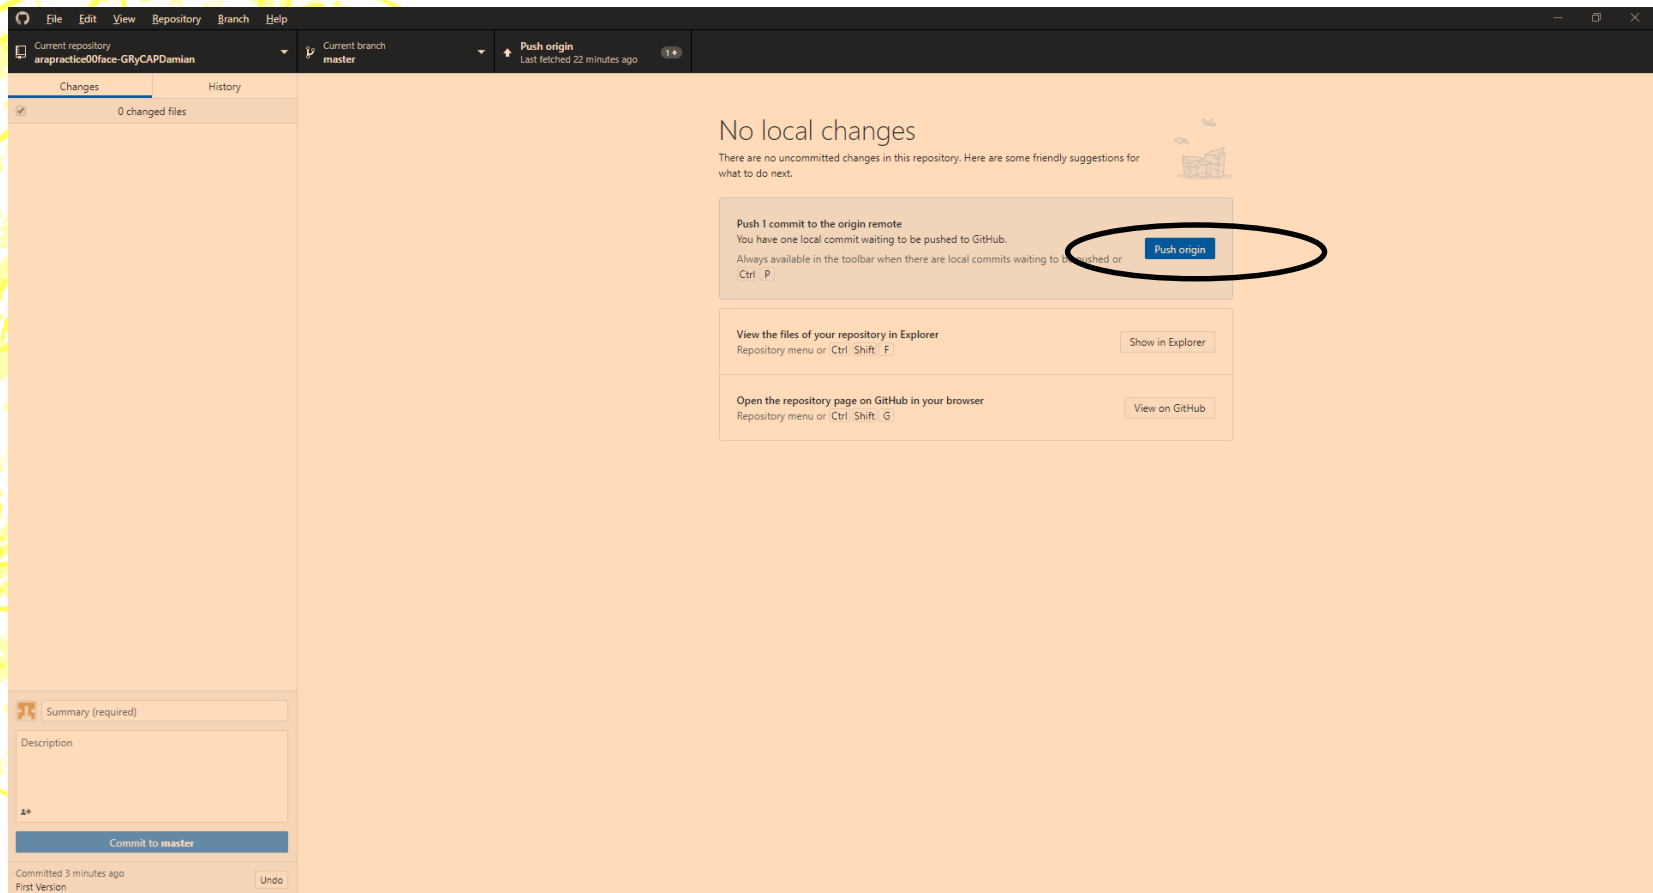 File Edit View Repository Branch Help
Current repository
arapractice00face-GRyCAPDamian
Current branch
master
Push origin
Last fetched 22 minutes ago
1
Changes History
0 changed files
No local changes
There are no uncommitted changes in this repository. Here are some friendly suggestions for
what to do next.
Push 1 commit to the origin remote
You have one local commit waiting to be pushed to GitHub.
Always available in the toolbar when there are local commits waiting to be pushed or
Ctrl P
Push origin
View the files of your repository in Explorer
Repository menu or Ctrl Shift F
Show in Explorer
Open the repository page on GitHub in your browser
Repository menu or Ctrl Shift G
View on GitHub
Summary (required)
Description
Commit to master
Committed 3 minutes ago
First Version
Undo